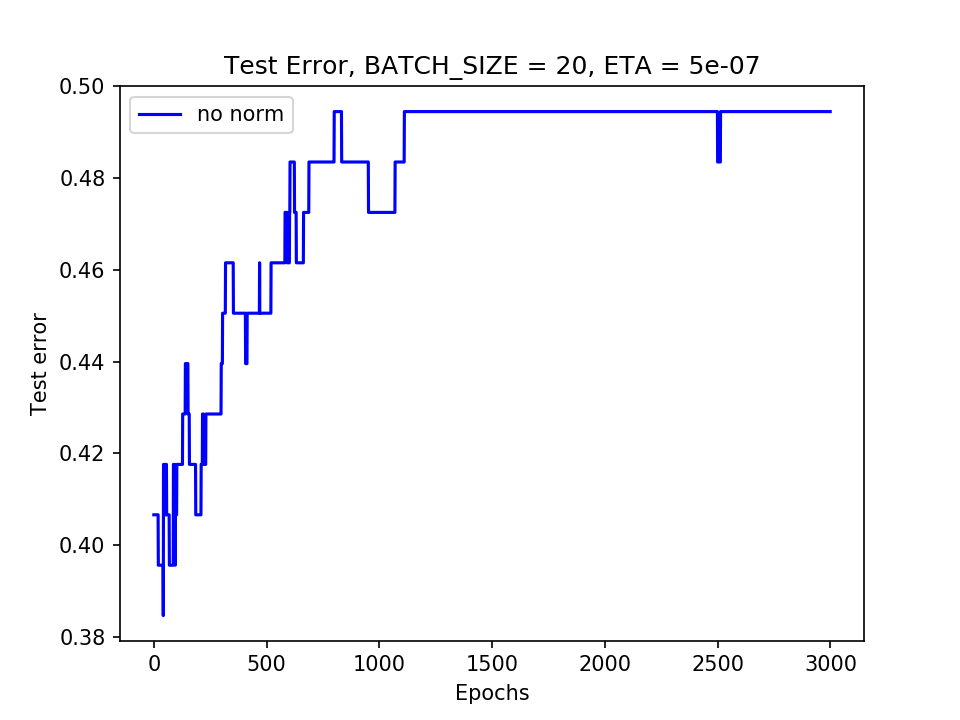 Test Error, BATCH_SIZE = 20, ETA = 5e-07
0.50
no norm
0.48
0.46
0.44
0.42
0.40
0.38
Test error
0 500 1000 1500 2000 2500 3000
Epochs